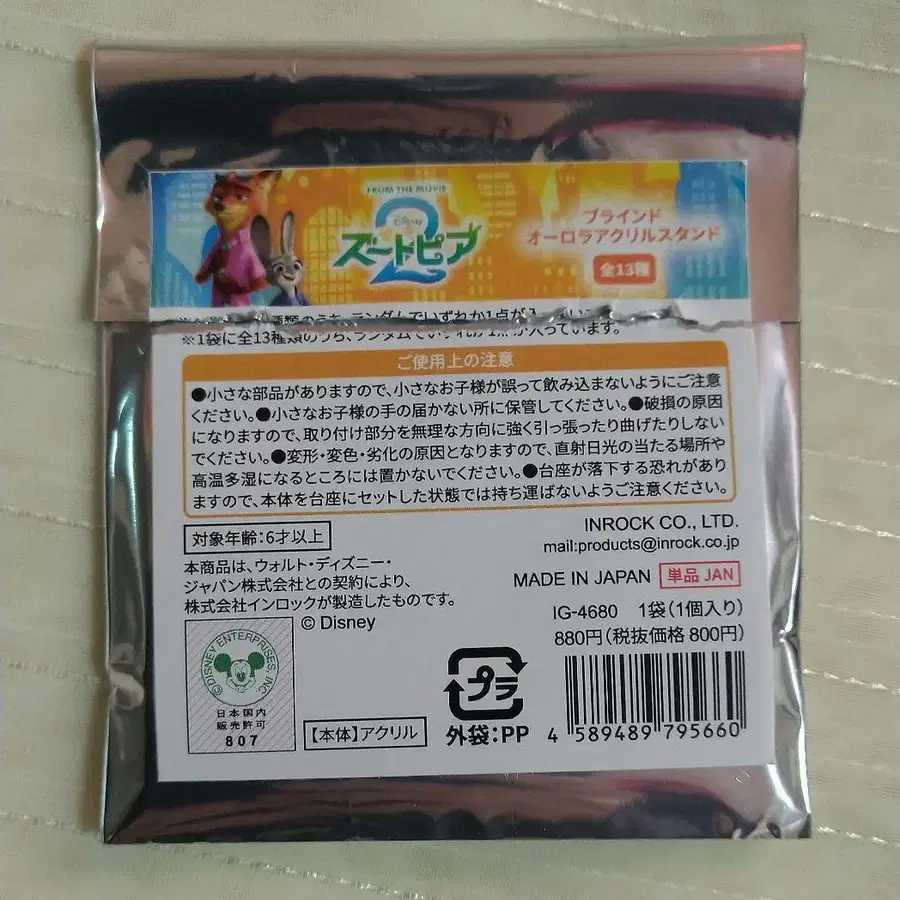 FROM THE MOVIE
Disney
ズートピア
2
ブラインド
オーロラアクリルスタンド
全13種
※1袋に全13種類のうち、ランダムでいずれか1点が入っています。
ご使用上の注意
●小さな部品がありますので、小さなお子様が誤って飲み込まないようにご注意
ください。●小さなお子様の手の届かない所に保管してください。●破損の原因
になりますので、取り付け部分を無理な方向に強く引っ張ったり曲げたりしない
でください。●変形・変色・劣化の原因となりますので、直射日光の当たる場所や
高温多湿になるところには置かないでください。●台座が落下する恐れがあり
ますので、本体を台座にセットした状態では持ち運ばないようご注意ください。
対象年齢:6才以上
本商品は、ウォルト・ディズニー・
ジャパン株式会社との契約により、
株式会社インロックが製造したものです。
© Disney
INROCK CO., LTD.
mail:products@inrock.co.jp
MADE IN JAPAN 単品 JAN
IG-4680 1袋(1個入り)
880円(税抜価格 800円)
©DISNEY ENTERPRISES, INC.
日本国内
販売許可
807
【本体】アクリル
プラ
外袋:PP
4 589489 795660